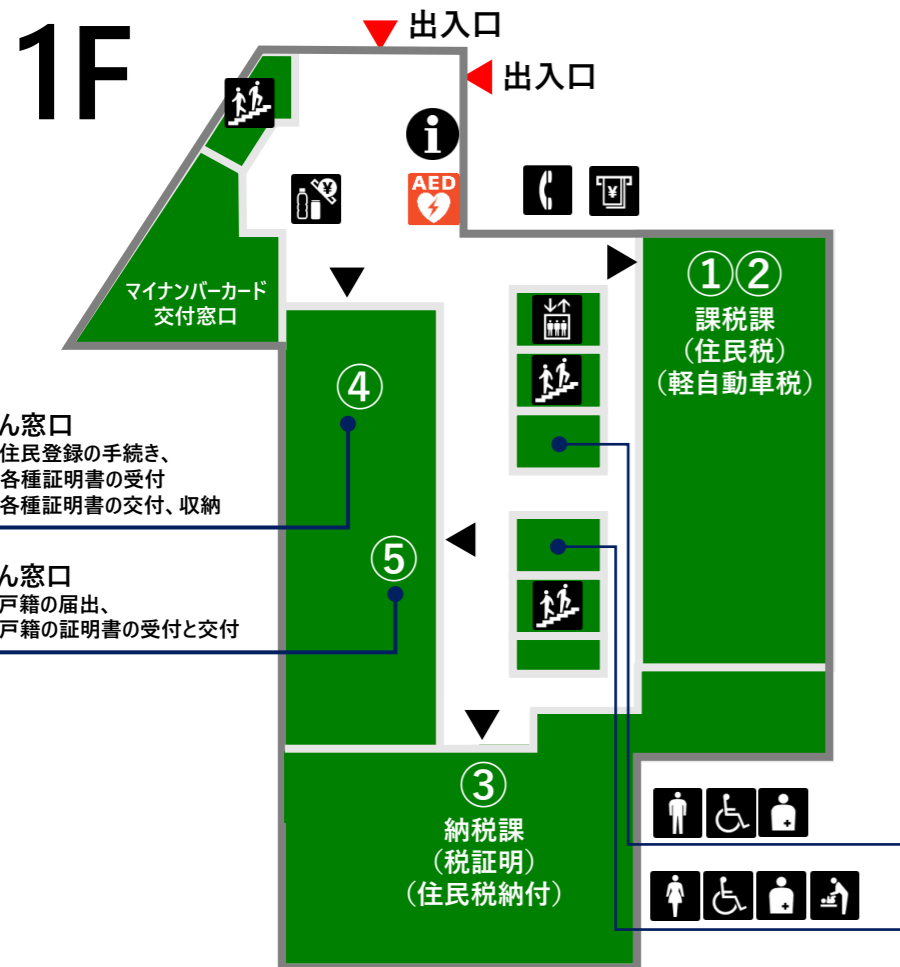 1F
出入口
出入口
i
AED
¥
¥
マイナンバーカード
交付窓口
①②
課税課
(住民税)
(軽自動車税)
④
ん窓口
住民登録の手続き、
各種証明書の受付
各種証明書の交付、収納
⑤
ん窓口
戸籍の届出、
戸籍の証明書の受付と交付
③
納税課
(税証明)
(住民税納付)